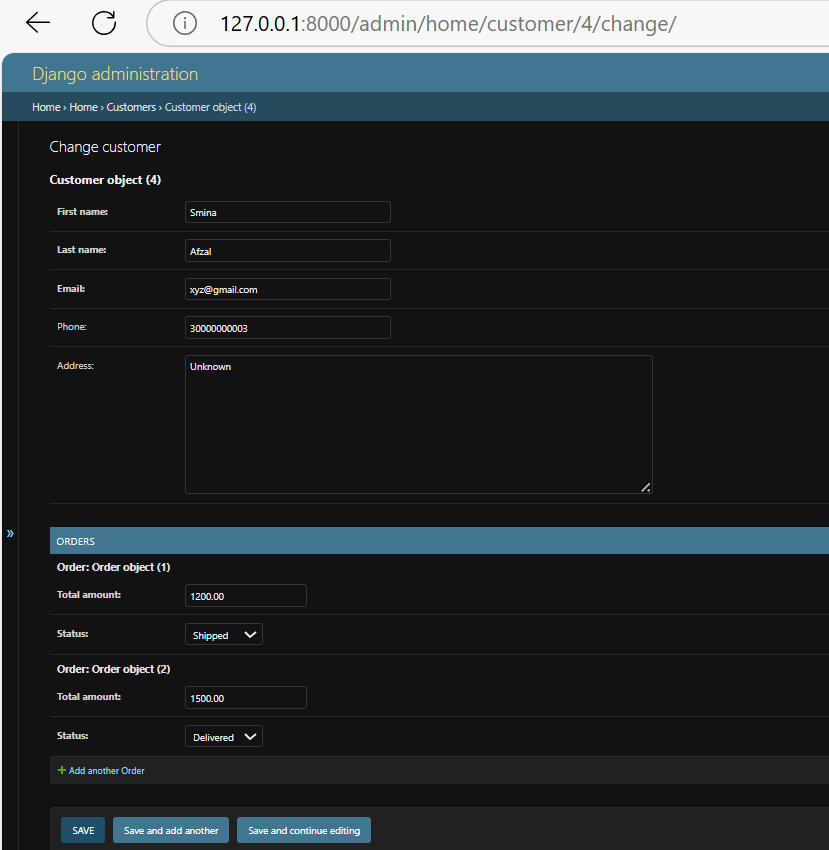 127.0.0.1:8000/admin/home/customer/4/change/
Django administration
Home › Home › Customers › Customer object (4)
Change customer
Customer object (4)
First name: Smina
Last name: Afzal
Email: xyz@gmail.com
Phone: 30000000003
Address: Unknown
»
ORDERS
Order: Order object (1)
Total amount: 1200.00
Status: Shipped
Order: Order object (2)
Total amount: 1500.00
Status: Delivered
+ Add another Order
SAVE Save and add another Save and continue editing